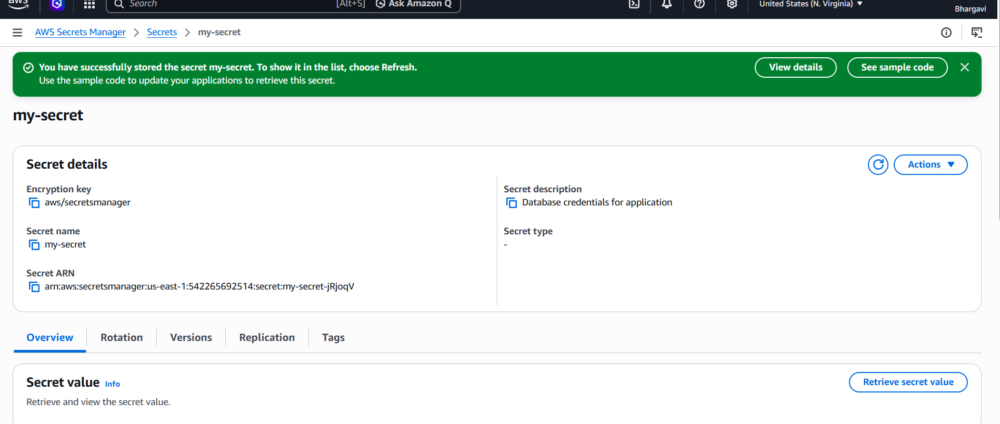 aws
Search [Alt+S] Ask Amazon Q United States (N. Virginia) Bhargavi
AWS Secrets Manager Secrets my-secret
You have successfully stored the secret my-secret. To show it in the list, choose Refresh.
Use the sample code to update your applications to retrieve this secret.
View details See sample code
my-secret
Secret details
Actions
Encryption key
aws/secretsmanager
Secret name
my-secret
Secret ARN
arn:aws:secretsmanager:us-east-1:542265692514:secret:my-secret-jRjoqV
Secret description
Database credentials for application
Secret type
-
Overview Rotation Versions Replication Tags
Secret value Info
Retrieve secret value
Retrieve and view the secret value.